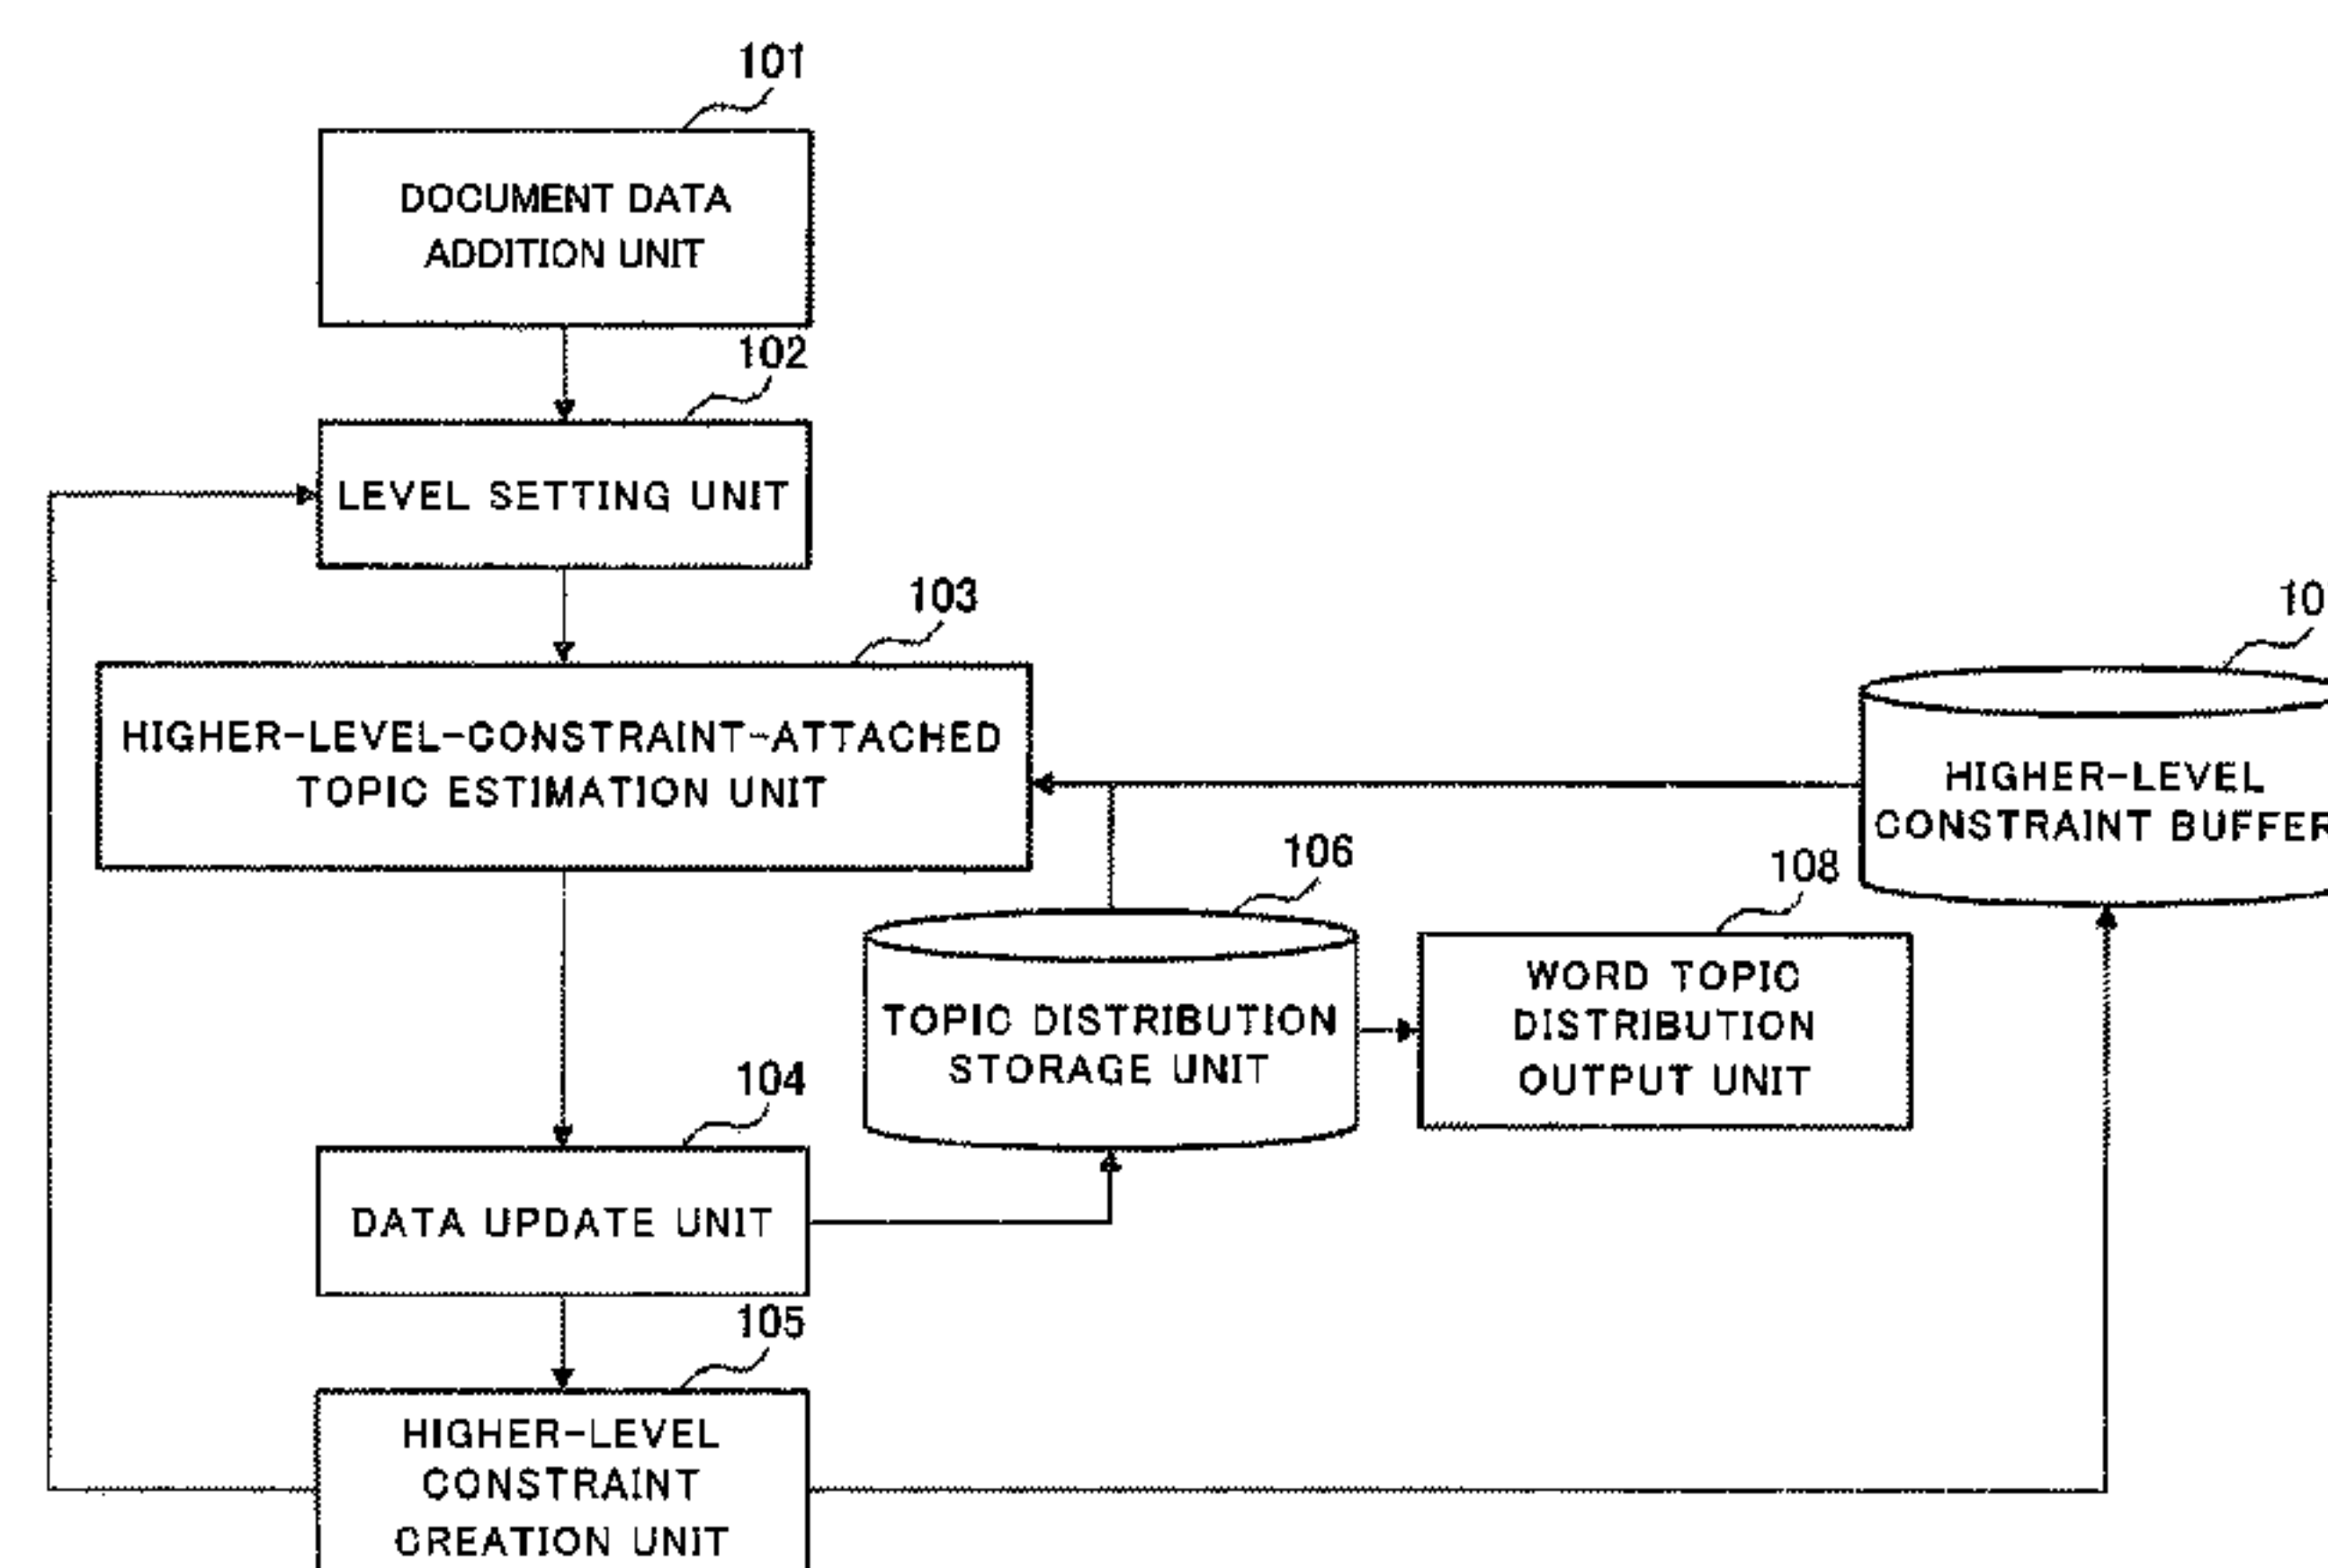 101
DOCUMENT DATA
ADDITION UNIT
102
LEVEL SETTING UNIT
103
HIGHER-LEVEL-CONSTRAINT-ATTACHED
TOPIC ESTIMATION UNIT
10
HIGHER-LEVEL
CONSTRAINT BUFFER
106
TOPIC DISTRIBUTION
STORAGE UNIT
108
WORD TOPIC
DISTRIBUTION
OUTPUT UNIT
104
DATA UPDATE UNIT
105
HIGHER-LEVEL
CONSTRAINT
CREATION UNIT